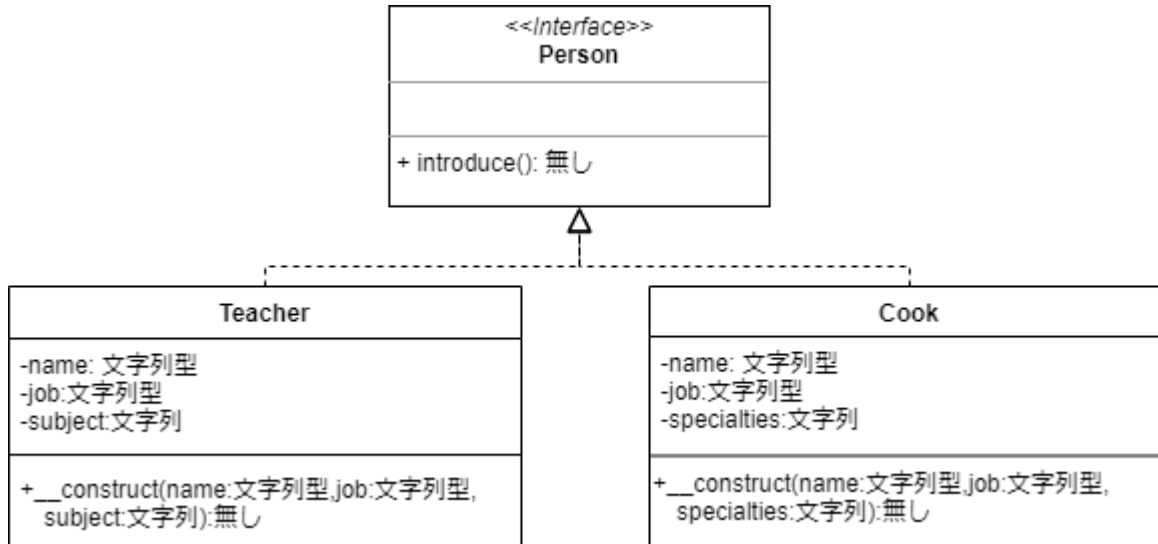 <<Interface>>
Person
+ introduce(): 無し
Teacher
-name: 文字列型
-job:文字列型
-subject:文字列
+__construct(name:文字列型,job:文字列型,
subject:文字列):無し
Cook
-name: 文字列型
-job:文字列型
-specialties:文字列
+__construct(name:文字列型,job:文字列型,
specialties:文字列):無し